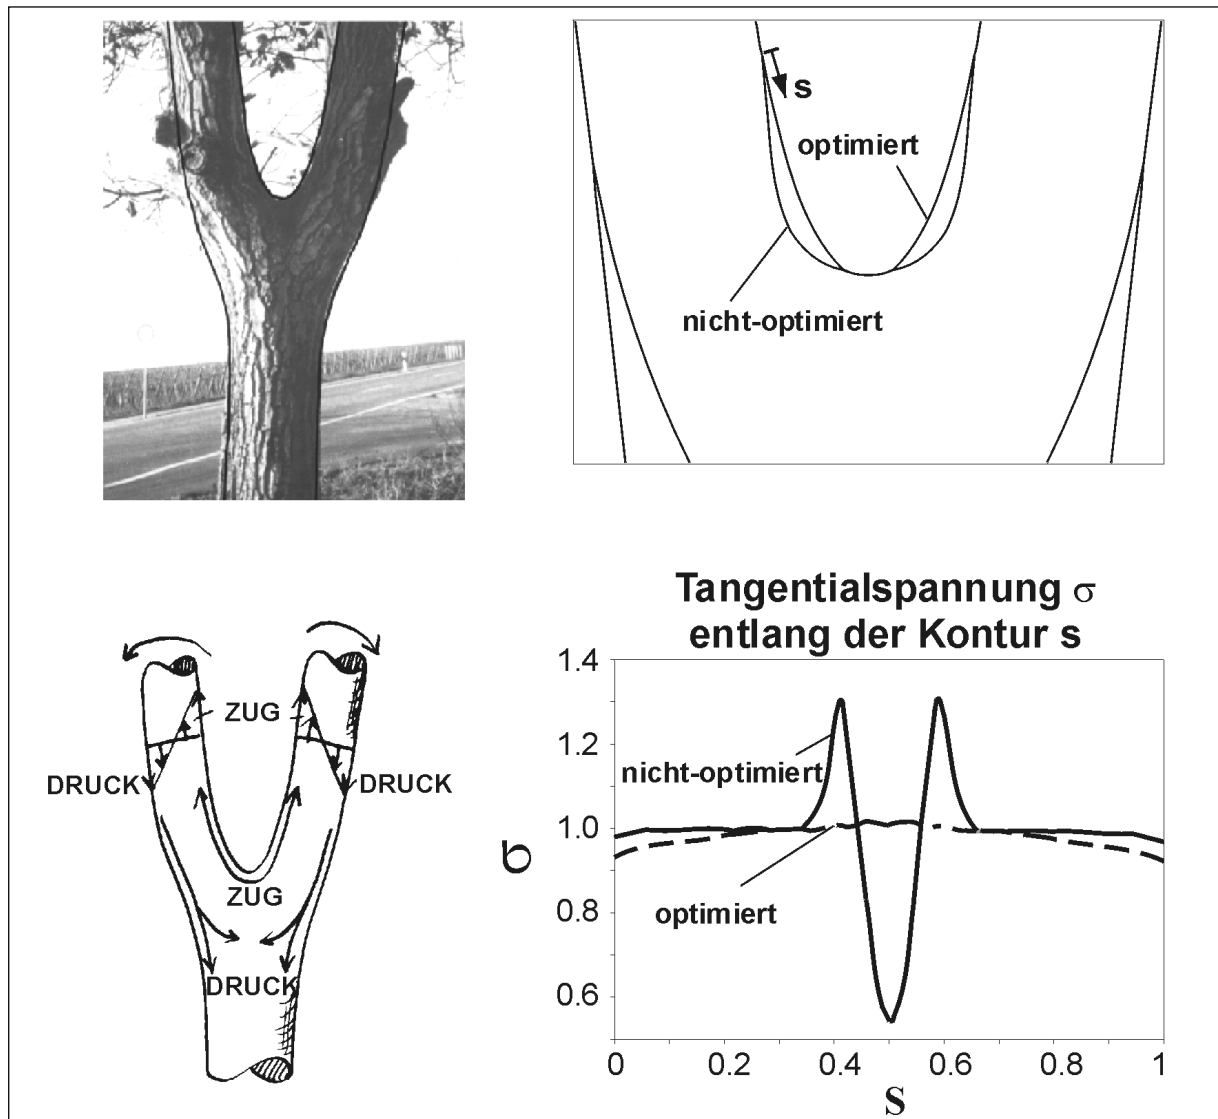 s
optimiert
nicht-optimiert
ZUG
DRUCK
DRUCK
ZUG
DRUCK
Tangentialspannung σ
entlang der Kontur s
1.4
1.2
1.0
0.8
0.6
σ
nicht-optimiert
optimiert
0 0.2 0.4 0.6 0.8 1
s